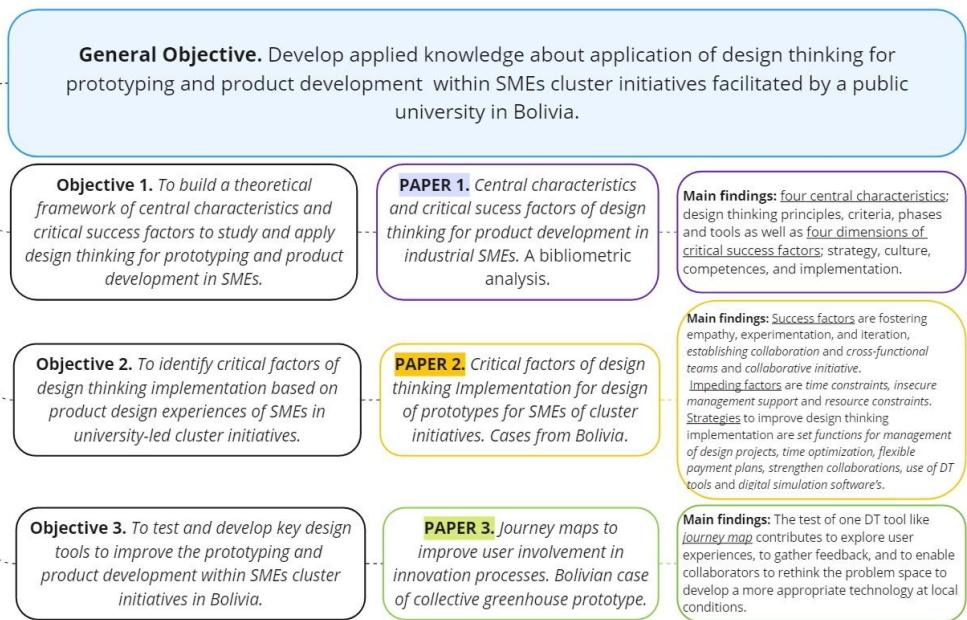 General Objective. Develop applied knowledge about application of design thinking for
prototyping and product development within SMEs cluster initiatives facilitated by a public
university in Bolivia.
Objective 1. To build a theoretical
framework of central characteristics and
critical success factors to study and apply
design thinking for prototyping and product
development in SMEs.
PAPER 1. Central characteristics
and critical sucess factors of design
thinking for product development in
industrial SMEs. A bibliometric
analysis.
Main findings: four central characteristics;
design thinking principles, criteria, phases
and tools as well as four dimensions of
critical success factors; strategy, culture,
competences, and implementation.
Objective 2. To identify critical factors of
design thinking implementation based on
product design experiences of SMEs in
university-led cluster initiatives.
PAPER 2. Critical factors of design
thinking Implementation for design
of prototypes for SMEs of cluster
initiatives. Cases from Bolivia.
Main findings: Success factors are fostering
empathy, experimentation, and iteration,
establishing collaboration and cross-functional
teams and collaborative initiative.
Impeding factors are time constraints, insecure
management support and resource constraints.
Strategies to improve design thinking
implementation are set functions for management
of design projects, time optimization, flexible
payment plans, strengthen collaborations, use of DT
tools and digital simulation software's.
Objective 3. To test and develop key design
tools to improve the prototyping and
product development within SMEs cluster
initiatives in Bolivia.
PAPER 3. Journey maps to
improve user involvement in
innovation processes. Bolivian case
of collective greenhouse prototype.
Main findings: The test of one DT tool like
journey map contributes to explore user
experiences, to gather feedback, and to enable
collaborators to rethink the problem space to
develop a more appropriate technology at local
conditions.